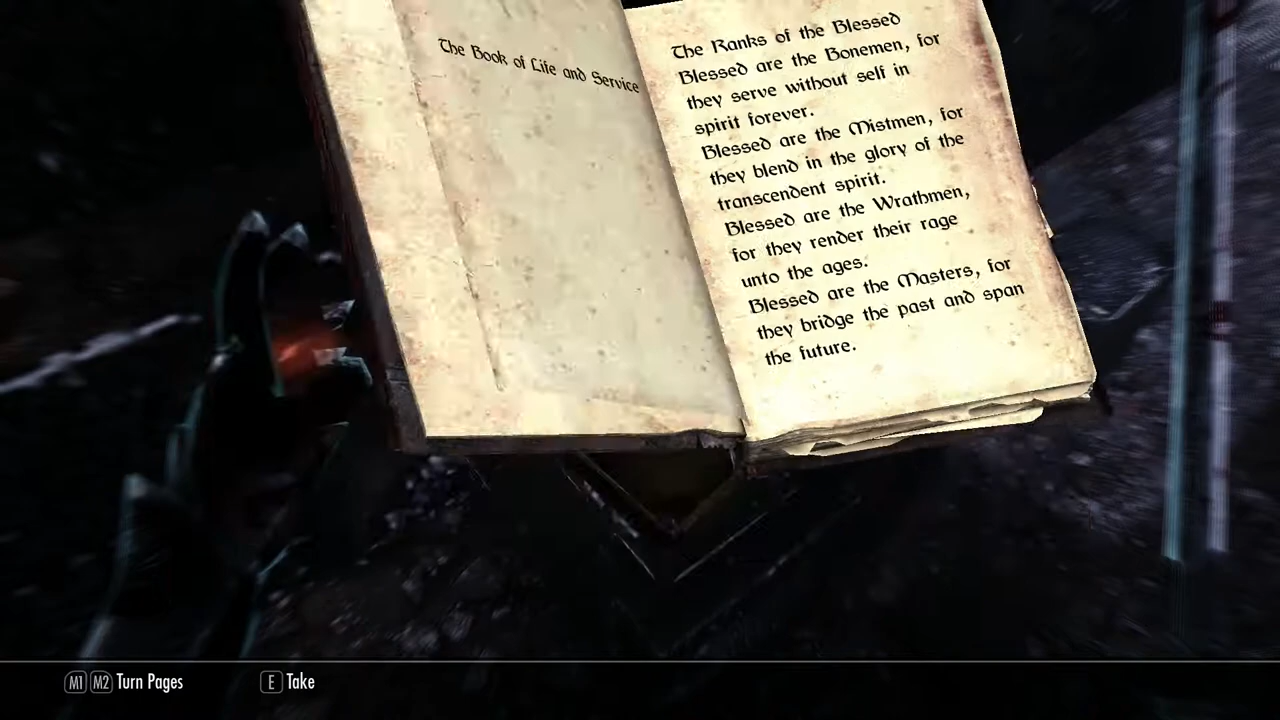 The Book of Life and Service
The Ranks of the Blessed
Blessed are the Bonemen, for
they serve without self in
spirit forever.
Blessed are the Mistmen, for
they blend in the glory of the
transcendent spirit.
Blessed are the Wrathmen,
for they render their rage
unto the ages.
Blessed are the Masters, for
they bridge the past and span
the future.
M1 M2 Turn Pages
E Take